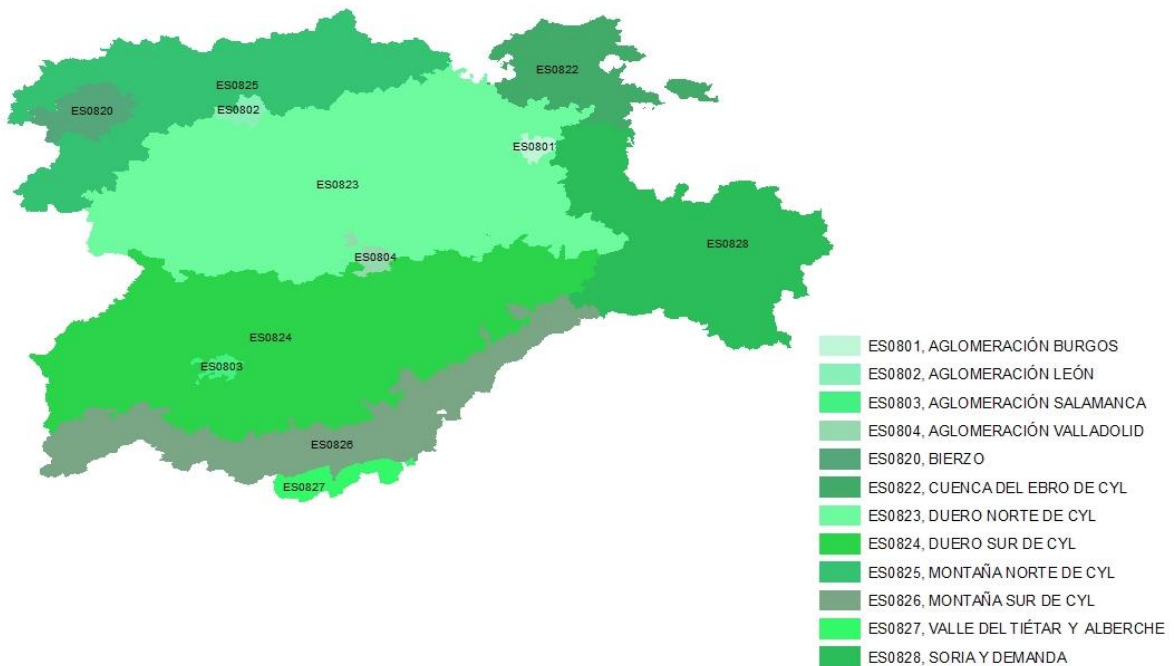 ES0822
ES0825
ES0820
ES0802
ES0801
ES0823
ES0828
ES0804
ES0824
ES0803
ES0826
ES0827
ES0801, AGLOMERACIÓN BURGOS
ES0802, AGLOMERACIÓN LEÓN
ES0803, AGLOMERACIÓN SALAMANCA
ES0804, AGLOMERACIÓN VALLADOLID
ES0820, BIERZO
ES0822, CUENCA DEL EBRO DE CYL
ES0823, DUERO NORTE DE CYL
ES0824, DUERO SUR DE CYL
ES0825, MONTAÑA NORTE DE CYL
ES0826, MONTAÑA SUR DE CYL
ES0827, VALLE DEL TIÉTAR Y ALBERCHE
ES0828, SORIA Y DEMANDA